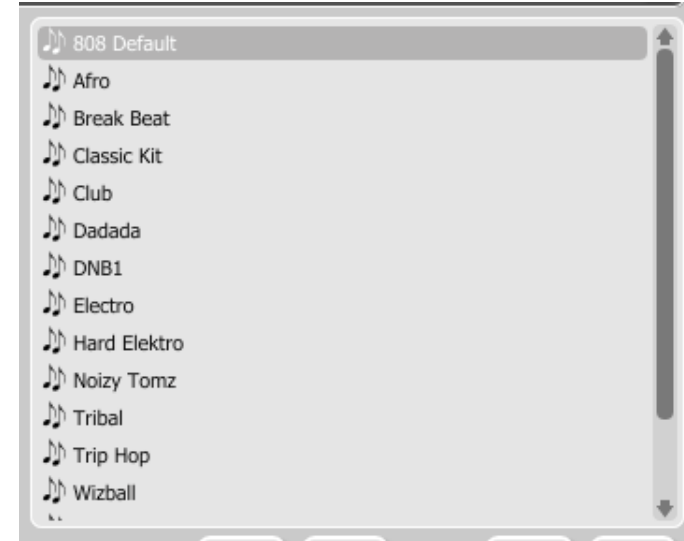 808 Default
Afro
Break Beat
Classic Kit
Club
Dadada
DNB1
Electro
Hard Elektro
Noizy Tomz
Tribal
Trip Hop
Wizball